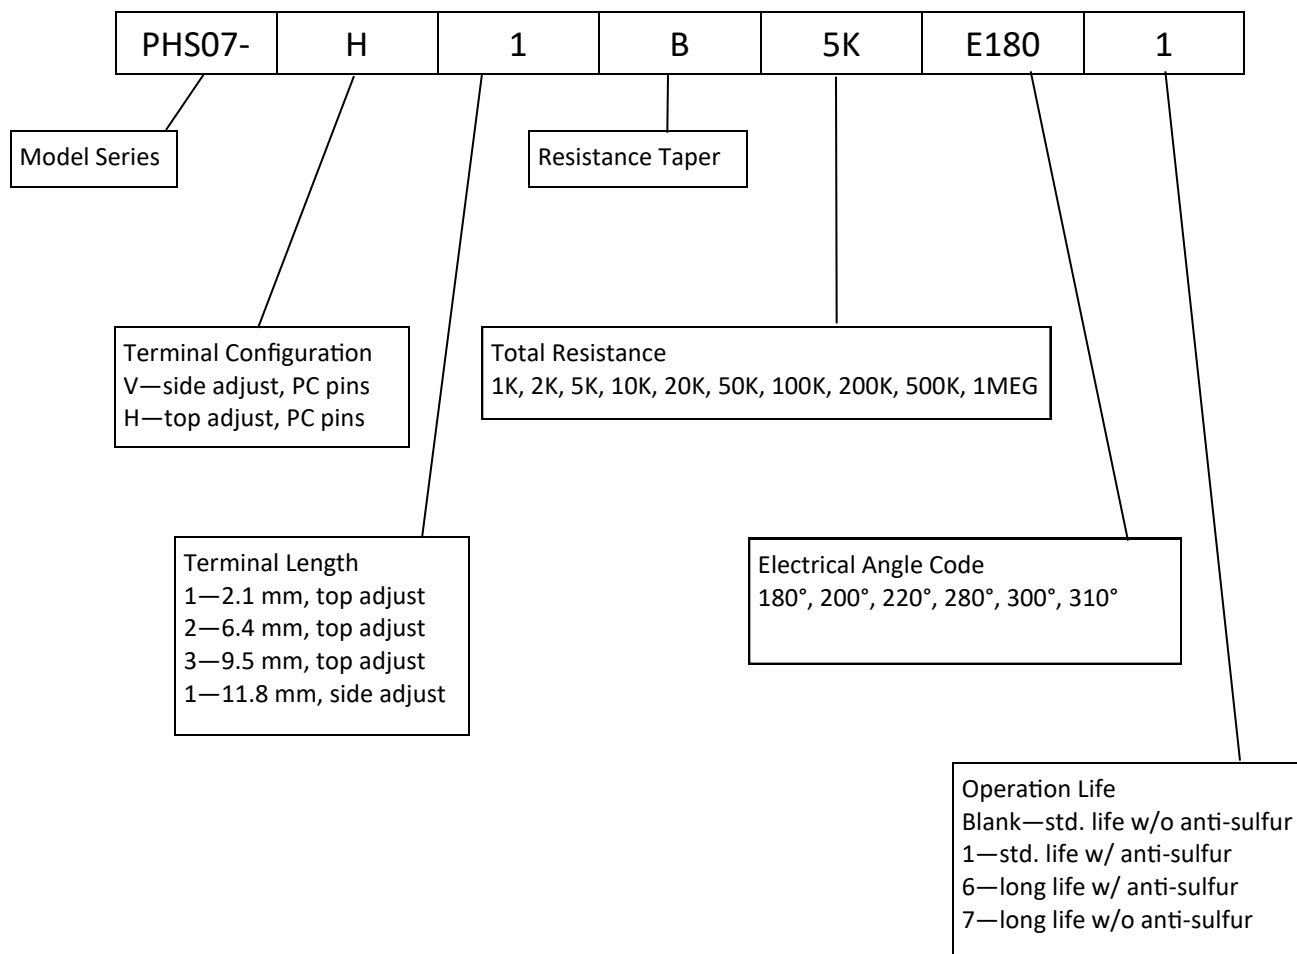 PHS07- H 1 B 5K E180 1
Model Series
Resistance Taper
Terminal Configuration
V—side adjust, PC pins
H—top adjust, PC pins
Total Resistance
1K, 2K, 5K, 10K, 20K, 50K, 100K, 200K, 500K, 1MEG
Terminal Length
1—2.1 mm, top adjust
2—6.4 mm, top adjust
3—9.5 mm, top adjust
1—11.8 mm, side adjust
Electrical Angle Code
180°, 200°, 220°, 280°, 300°, 310°
Operation Life
Blank—std. life w/o anti-sulfur
1—std. life w/ anti-sulfur
6—long life w/ anti-sulfur
7—long life w/o anti-sulfur